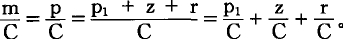 m/C = p/C = (p₁ + z + r)/C = p₁/C + z/C + r/C。